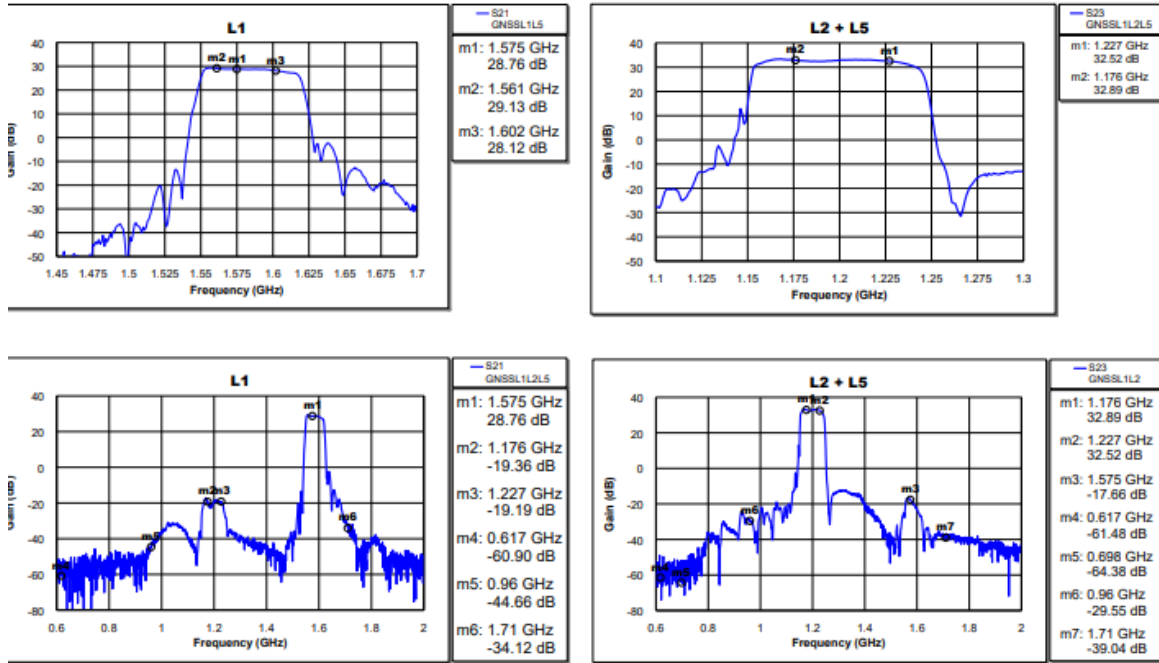 L1
S21
GNSSL1L5
m1: 1.575 GHz
28.76 dB
m2: 1.561 GHz
29.13 dB
m3: 1.602 GHz
28.12 dB
Gain (dB)
40
30
20
10
0
-10
-20
-30
-40
-50
m2 m1 m3
1.45 1.475 1.5 1.525 1.55 1.575 1.6 1.625 1.65 1.675 1.7
Frequency (GHz)
L2 + L5
S23
GNSSL1L2L5
m1: 1.227 GHz
32.52 dB
m2: 1.176 GHz
32.89 dB
Gain (dB)
40
30
20
10
0
-10
-20
-30
-40
-50
m2 m1
1.1 1.125 1.15 1.175 1.2 1.225 1.25 1.275 1.3
Frequency (GHz)
L1
S21
GNSSL1L2L5
m1: 1.575 GHz
28.76 dB
m2: 1.176 GHz
-19.36 dB
m3: 1.227 GHz
-19.19 dB
m4: 0.617 GHz
-60.90 dB
m5: 0.96 GHz
-44.66 dB
m6: 1.71 GHz
-34.12 dB
Gain (dB)
40
20
0
-20
-40
-60
-80
m1
m2 m3
m6
m5
m4
0.6 0.8 1 1.2 1.4 1.6 1.8 2
Frequency (GHz)
L2 + L5
S23
GNSSL1L2
m1: 1.176 GHz
32.89 dB
m2: 1.227 GHz
32.52 dB
m3: 1.575 GHz
-17.66 dB
m4: 0.617 GHz
-61.48 dB
m5: 0.698 GHz
-64.38 dB
m6: 0.96 GHz
-29.55 dB
m7: 1.71 GHz
-39.04 dB
Gain (dB)
40
20
0
-20
-40
-60
-80
m1 m2
m3
m6
m7
m4
m5
0.6 0.8 1 1.2 1.4 1.6 1.8 2
Frequency (GHz)